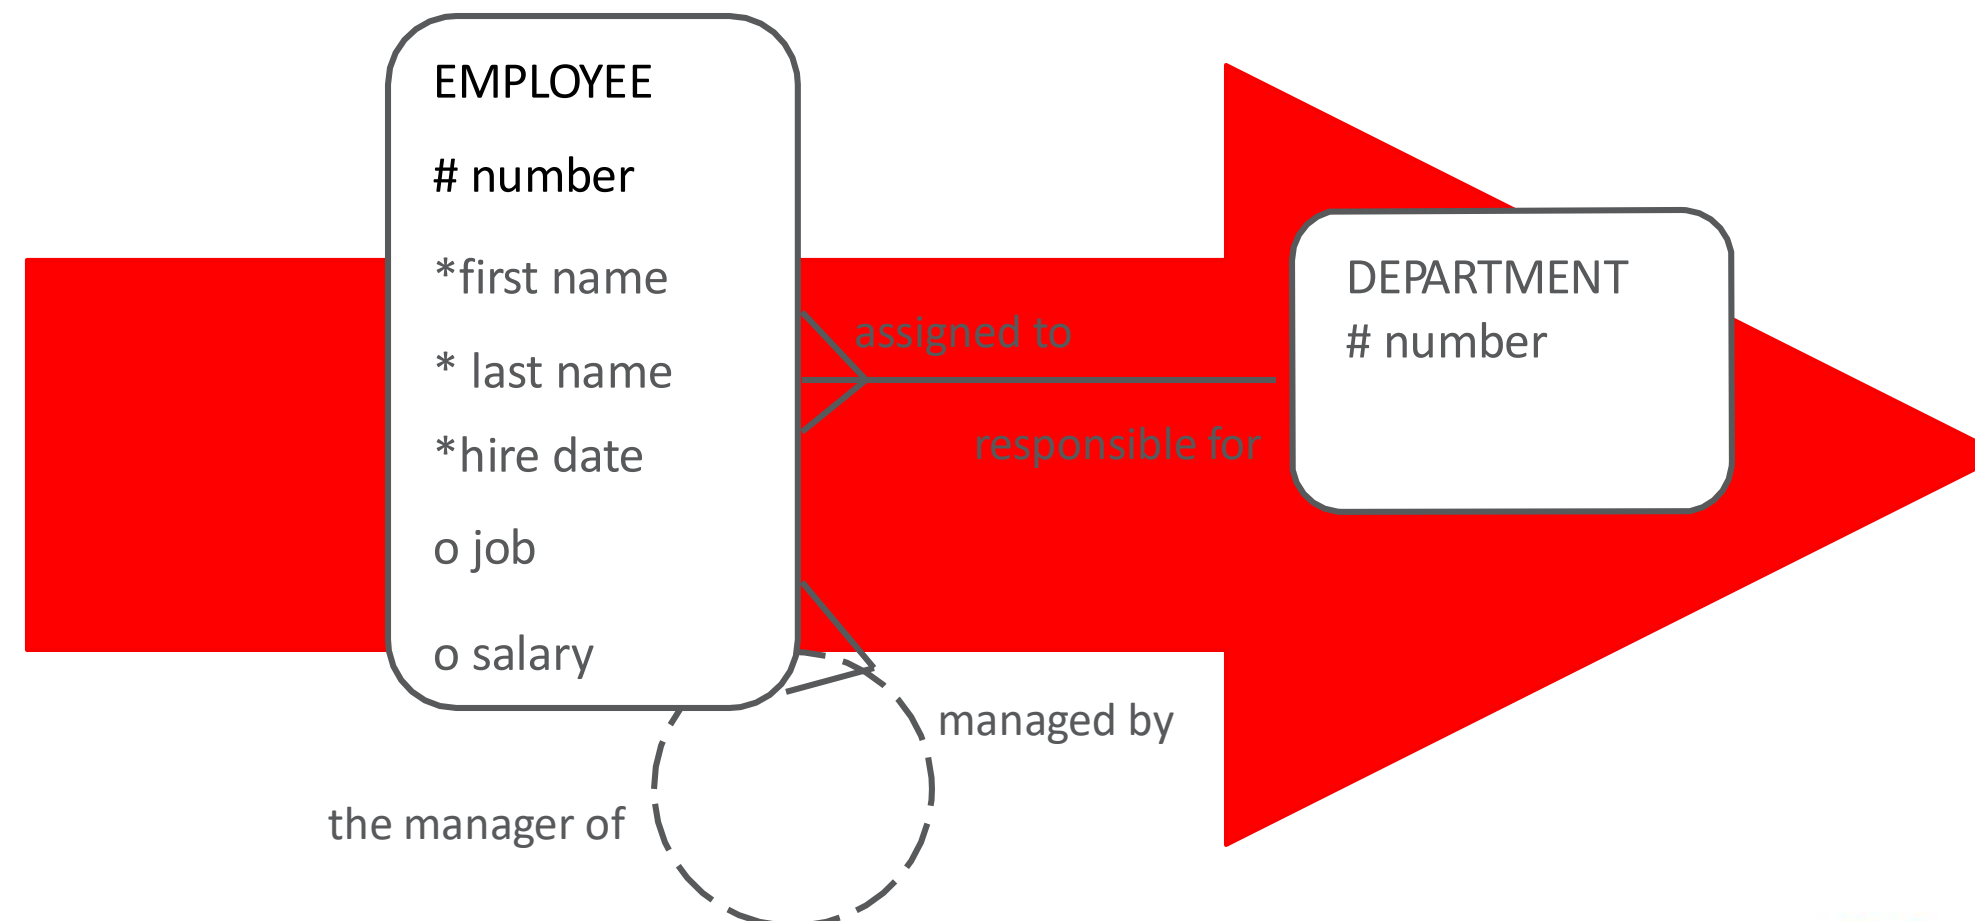 EMPLOYEE
# number
*first name
* last name
*hire date
o job
o salary
assigned to
responsible for
DEPARTMENT
# number
managed by
the manager of